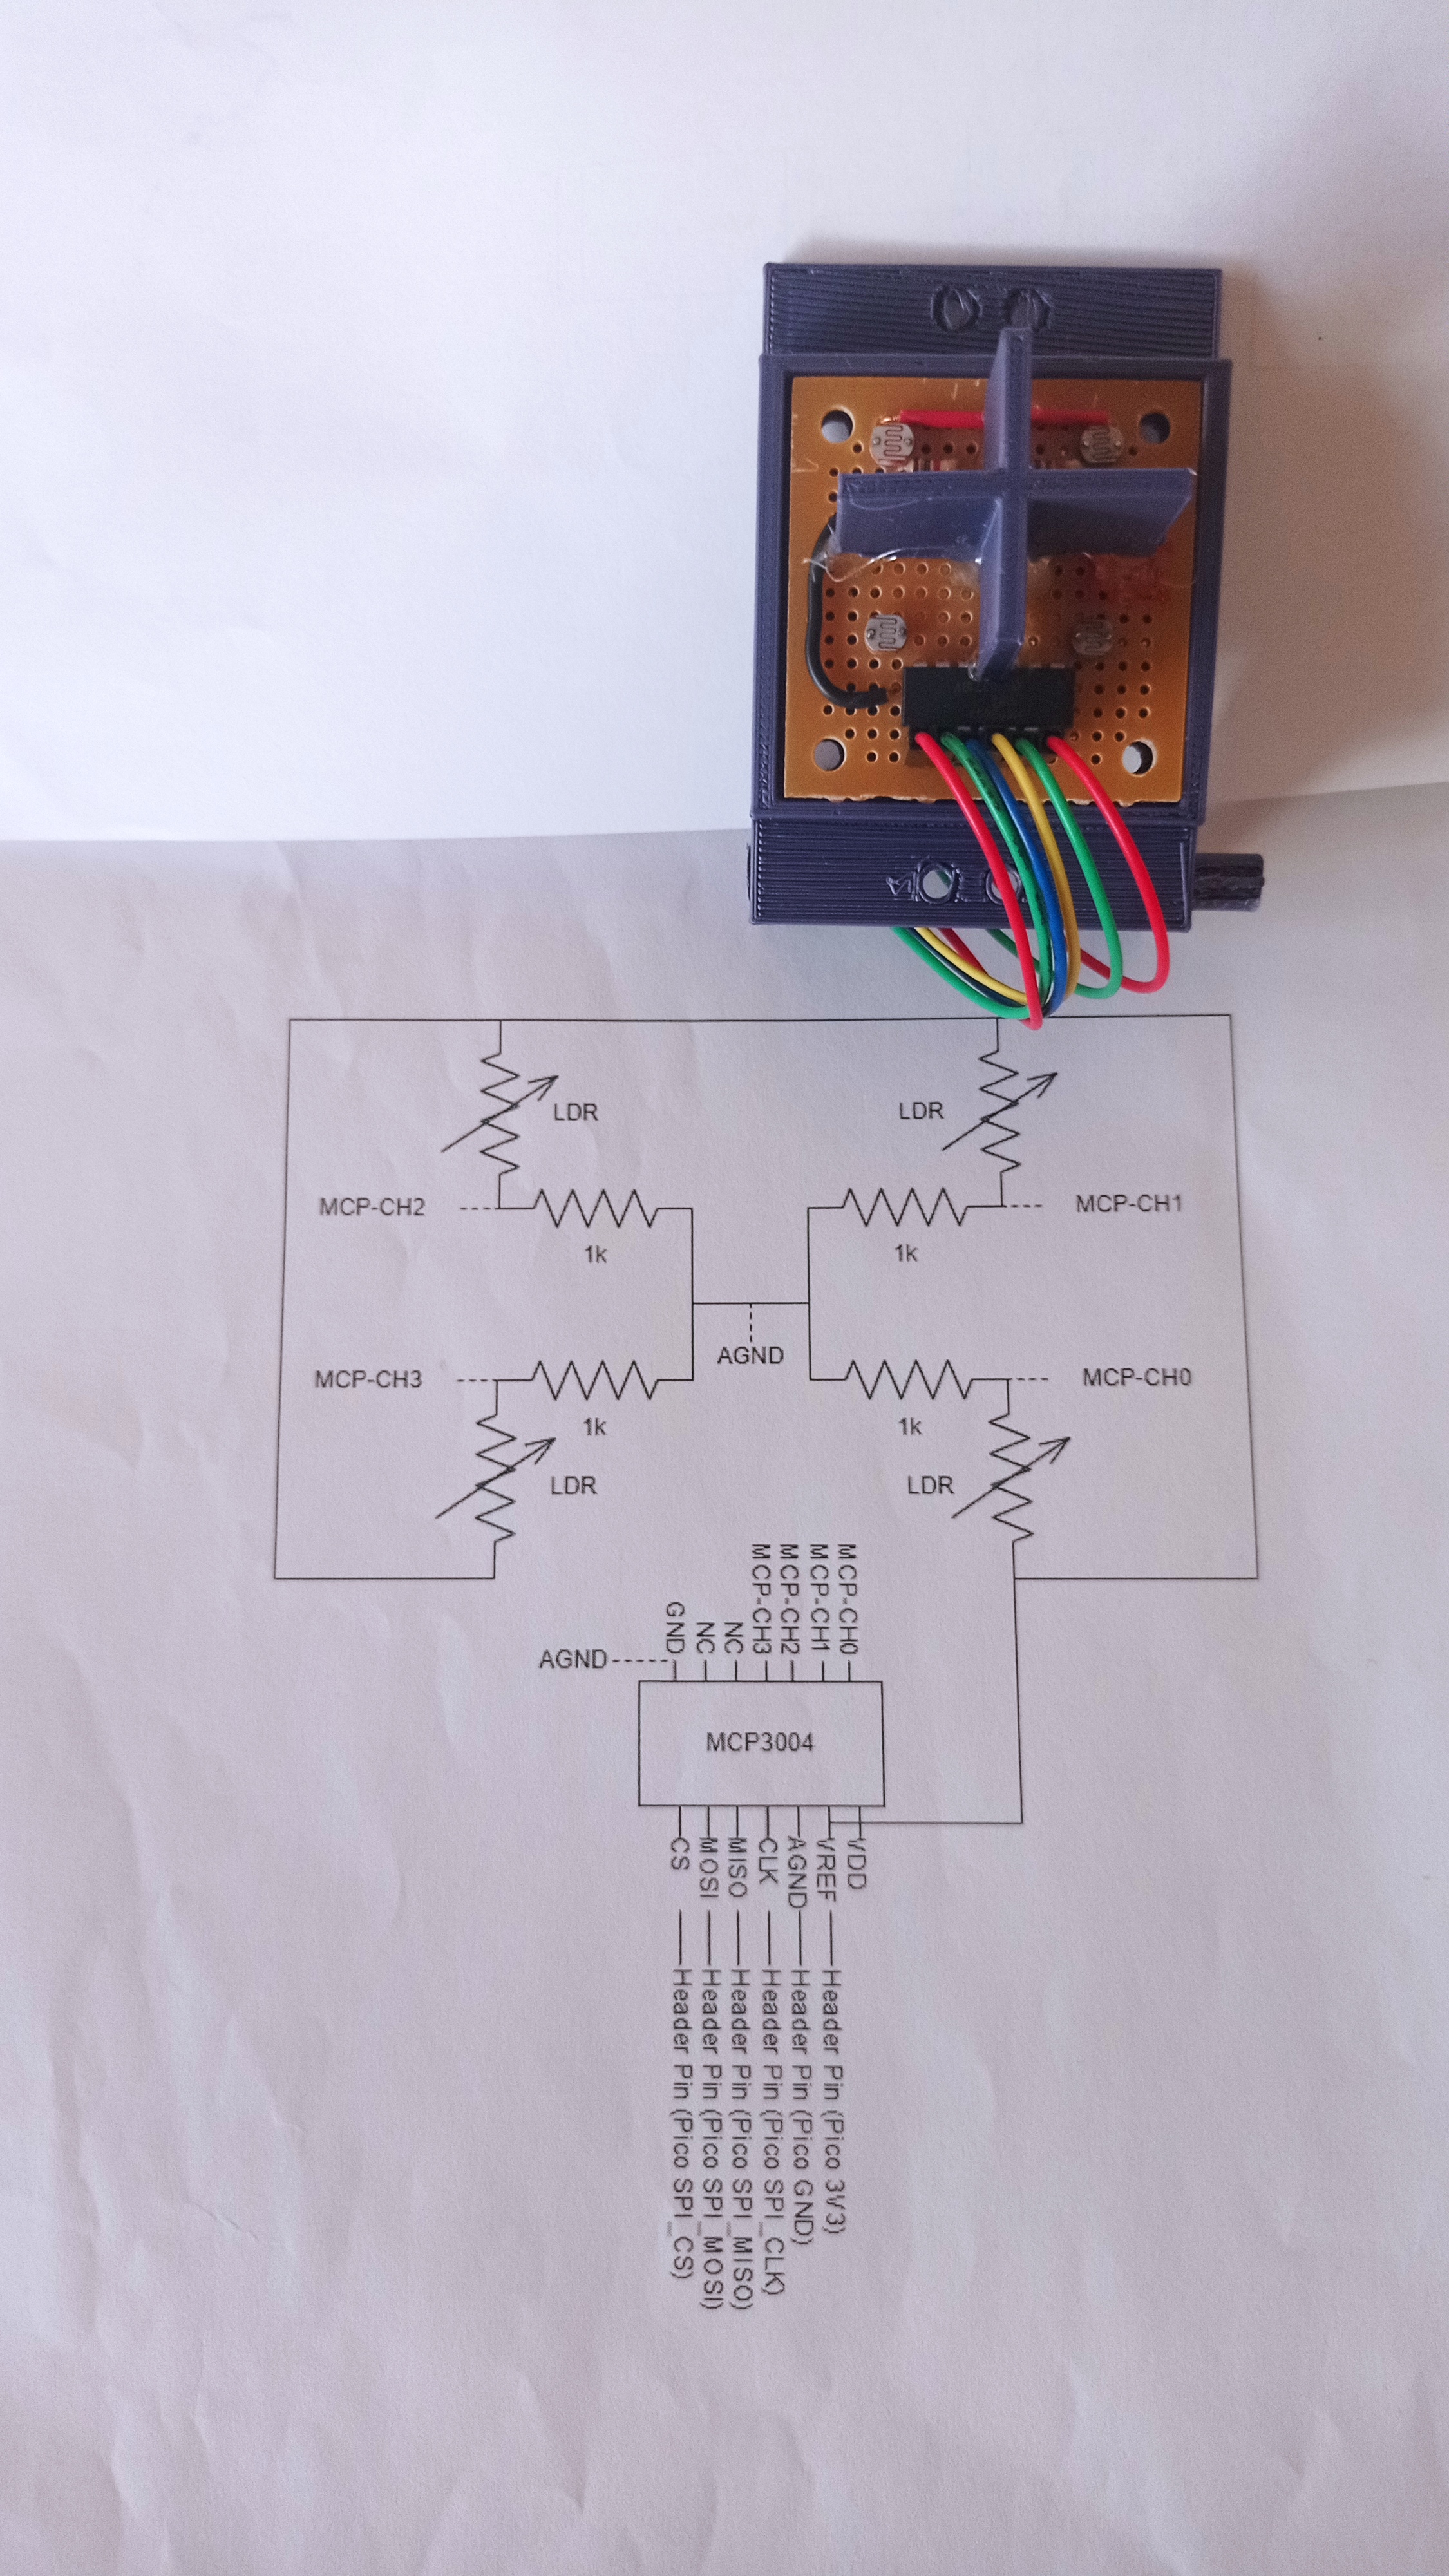 LDR
LDR
MCP-CH2
MCP-CH1
1k
1k
AGND
MCP-CH3
MCP-CH0
1k
1k
LDR
LDR
MCP-CH0
MCP-CH1
MCP-CH2
MCP-CH3
NC
NC
GND
AGND
MCP3004
VDD
VREF
AGND
CLK
MISO
MOSI
CS
Header Pin (Pico 3V3)
Header Pin (Pico GND)
Header Pin (Pico SPI_CLK)
Header Pin (Pico SPI_MISO)
Header Pin (Pico SPI_MOSI)
Header Pin (Pico SPI_CS)